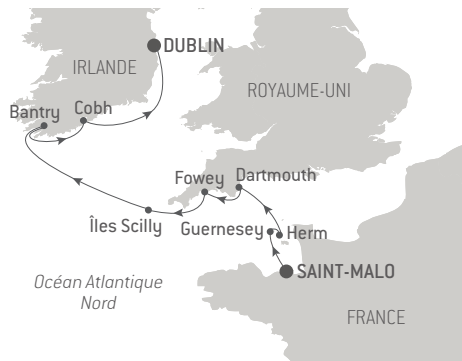 DUBLIN
IRLANDE
ROYAUME-UNI
Bantry
Cobh
Fowey
Dartmouth
Îles Scilly
Guernesey
Herm
SAINT-MALO
Océan Atlantique
Nord
FRANCE